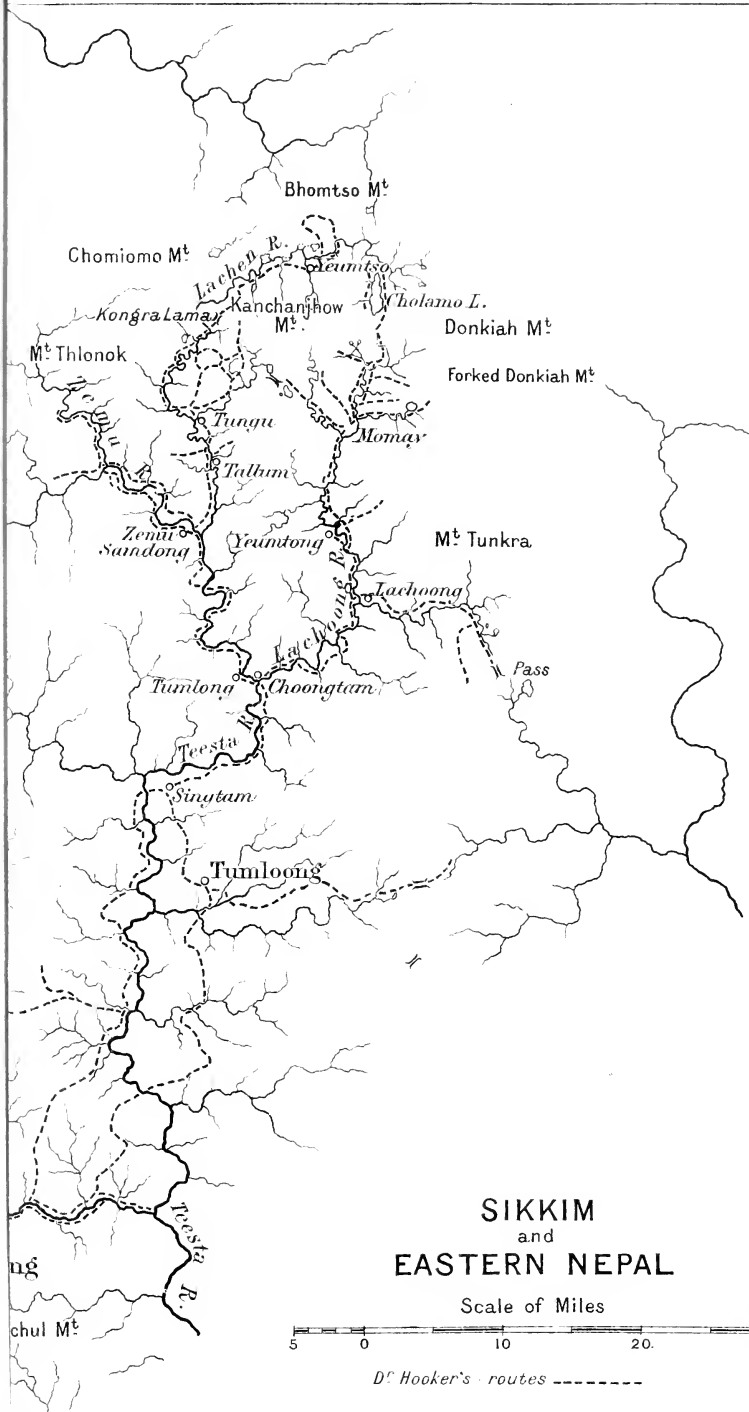 Bhomtso Mt
Chomiomo Mt
Lachen R.
Yeumtso
Kongra Lama
Kanchanjhow
Mt.
Cholamo L.
Donkiah Mt
Mt Thlonok
Forked Donkiah Mt
Zemu R.
Tungu
Momay
Tallum
Zemu
Samdong
Yeumtong
Mt Tunkra
Lachoong
Lachoong R.
Tumlong
Choongtam
Pass
Teesta R.
Singtam
Tumloong
Teesta R.
ng
chul Mt
SIKKIM
and
EASTERN NEPAL
Scale of Miles
5 0 10 20.
Dr Hooker's routes